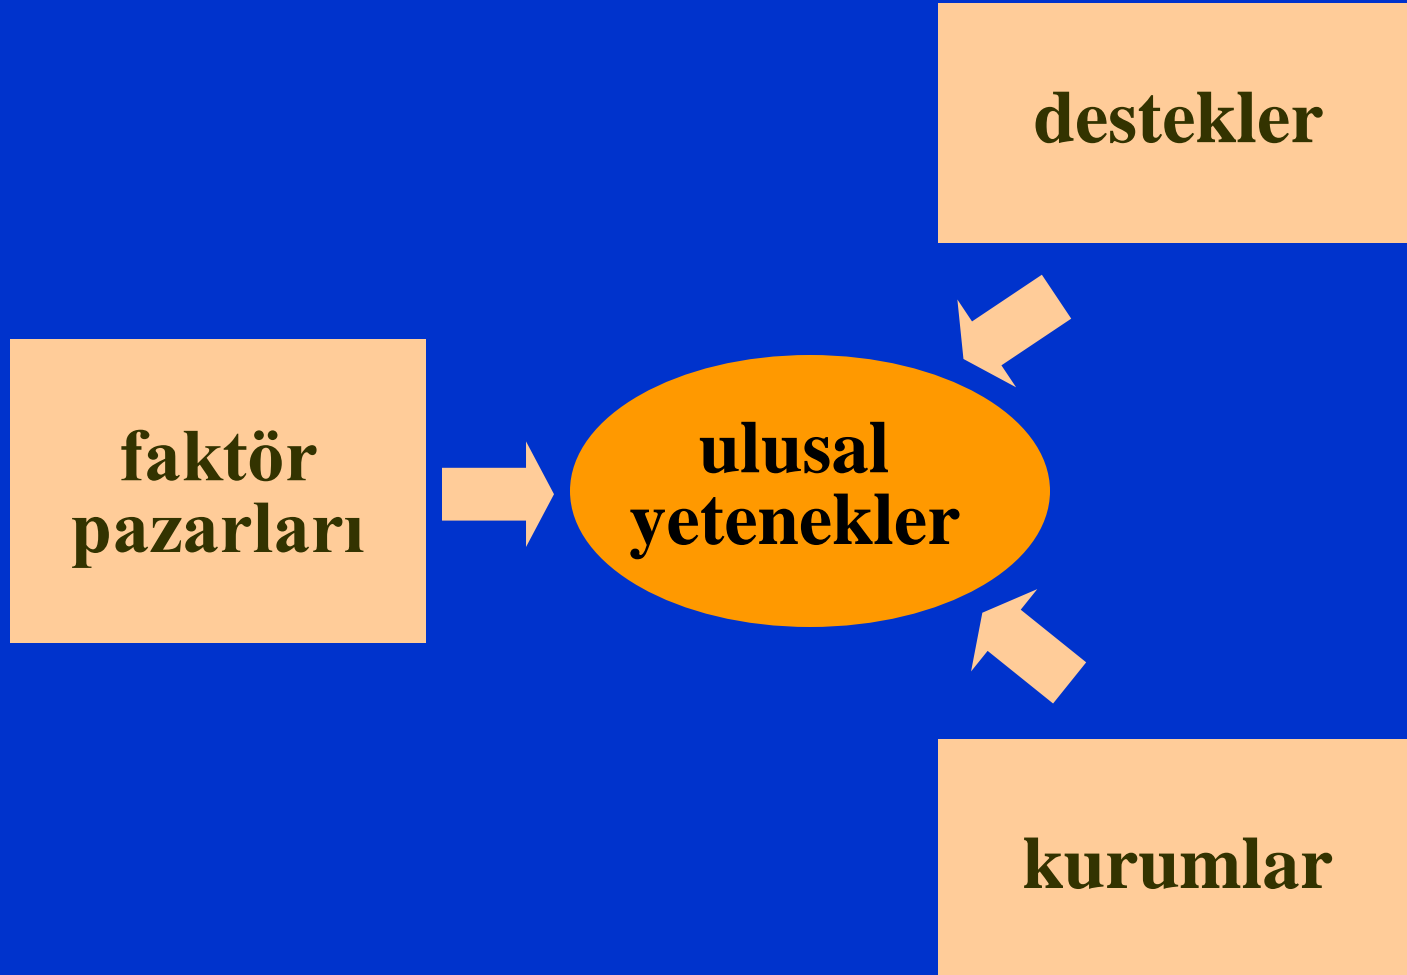 destekler
faktör
pazarları
ulusal
yetenekler
kurumlar